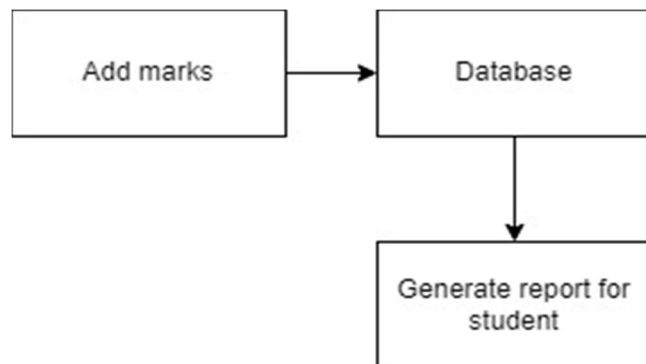 Add marks
Database
Generate report for
student